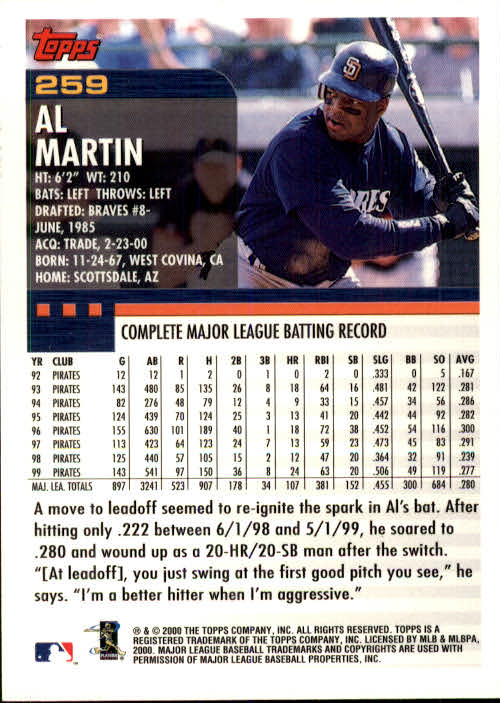 Topps
259
AL
MARTIN
HT: 6'2" WT: 210
BATS: LEFT THROWS: LEFT
DRAFTED: BRAVES #8-
JUNE, 1985
ACQ: TRADE, 2-23-00
BORN: 11-24-67, WEST COVINA, CA
HOME: SCOTTSDALE, AZ
SD
RES
COMPLETE MAJOR LEAGUE BATTING RECORD
YR CLUB G AB R H 2B 3B HR RBI SB SLG BB SO AVG
92 PIRATES 12 12 1 2 0 1 0 2 0 .333 0 5 .167
93 PIRATES 143 480 85 135 26 8 18 64 16 .481 42 122 .281
94 PIRATES 82 276 48 79 12 4 9 33 15 .457 34 56 .286
95 PIRATES 124 439 70 124 25 3 13 41 20 .442 44 92 .282
96 PIRATES 155 630 101 189 40 1 18 72 38 .452 54 116 .300
97 PIRATES 113 423 64 123 24 7 13 59 23 .473 45 83 .291
98 PIRATES 125 440 57 105 15 2 12 47 20 .364 32 91 .239
99 PIRATES 143 541 97 150 36 8 24 63 20 .506 49 119 .277
MAJ. LEA. TOTALS 897 3241 523 907 178 34 107 381 152 .455 300 684 .280
A move to leadoff seemed to re-ignite the spark in Al's bat. After
hitting only .222 between 6/1/98 and 5/1/99, he soared to
.280 and wound up as a 20-HR/20-SB man after the switch.
"[At leadoff], you just swing at the first good pitch you see," he
says. "I'm a better hitter when I'm aggressive."
® & © 2000 THE TOPPS COMPANY, INC. ALL RIGHTS RESERVED. TOPPS IS A
REGISTERED TRADEMARK OF THE TOPPS COMPANY, INC. LICENSED BY MLB & MLBPA,
2000. MAJOR LEAGUE BASEBALL TRADEMARKS AND COPYRIGHTS ARE USED WITH
PERMISSION OF MAJOR LEAGUE BASEBALL PROPERTIES, INC.